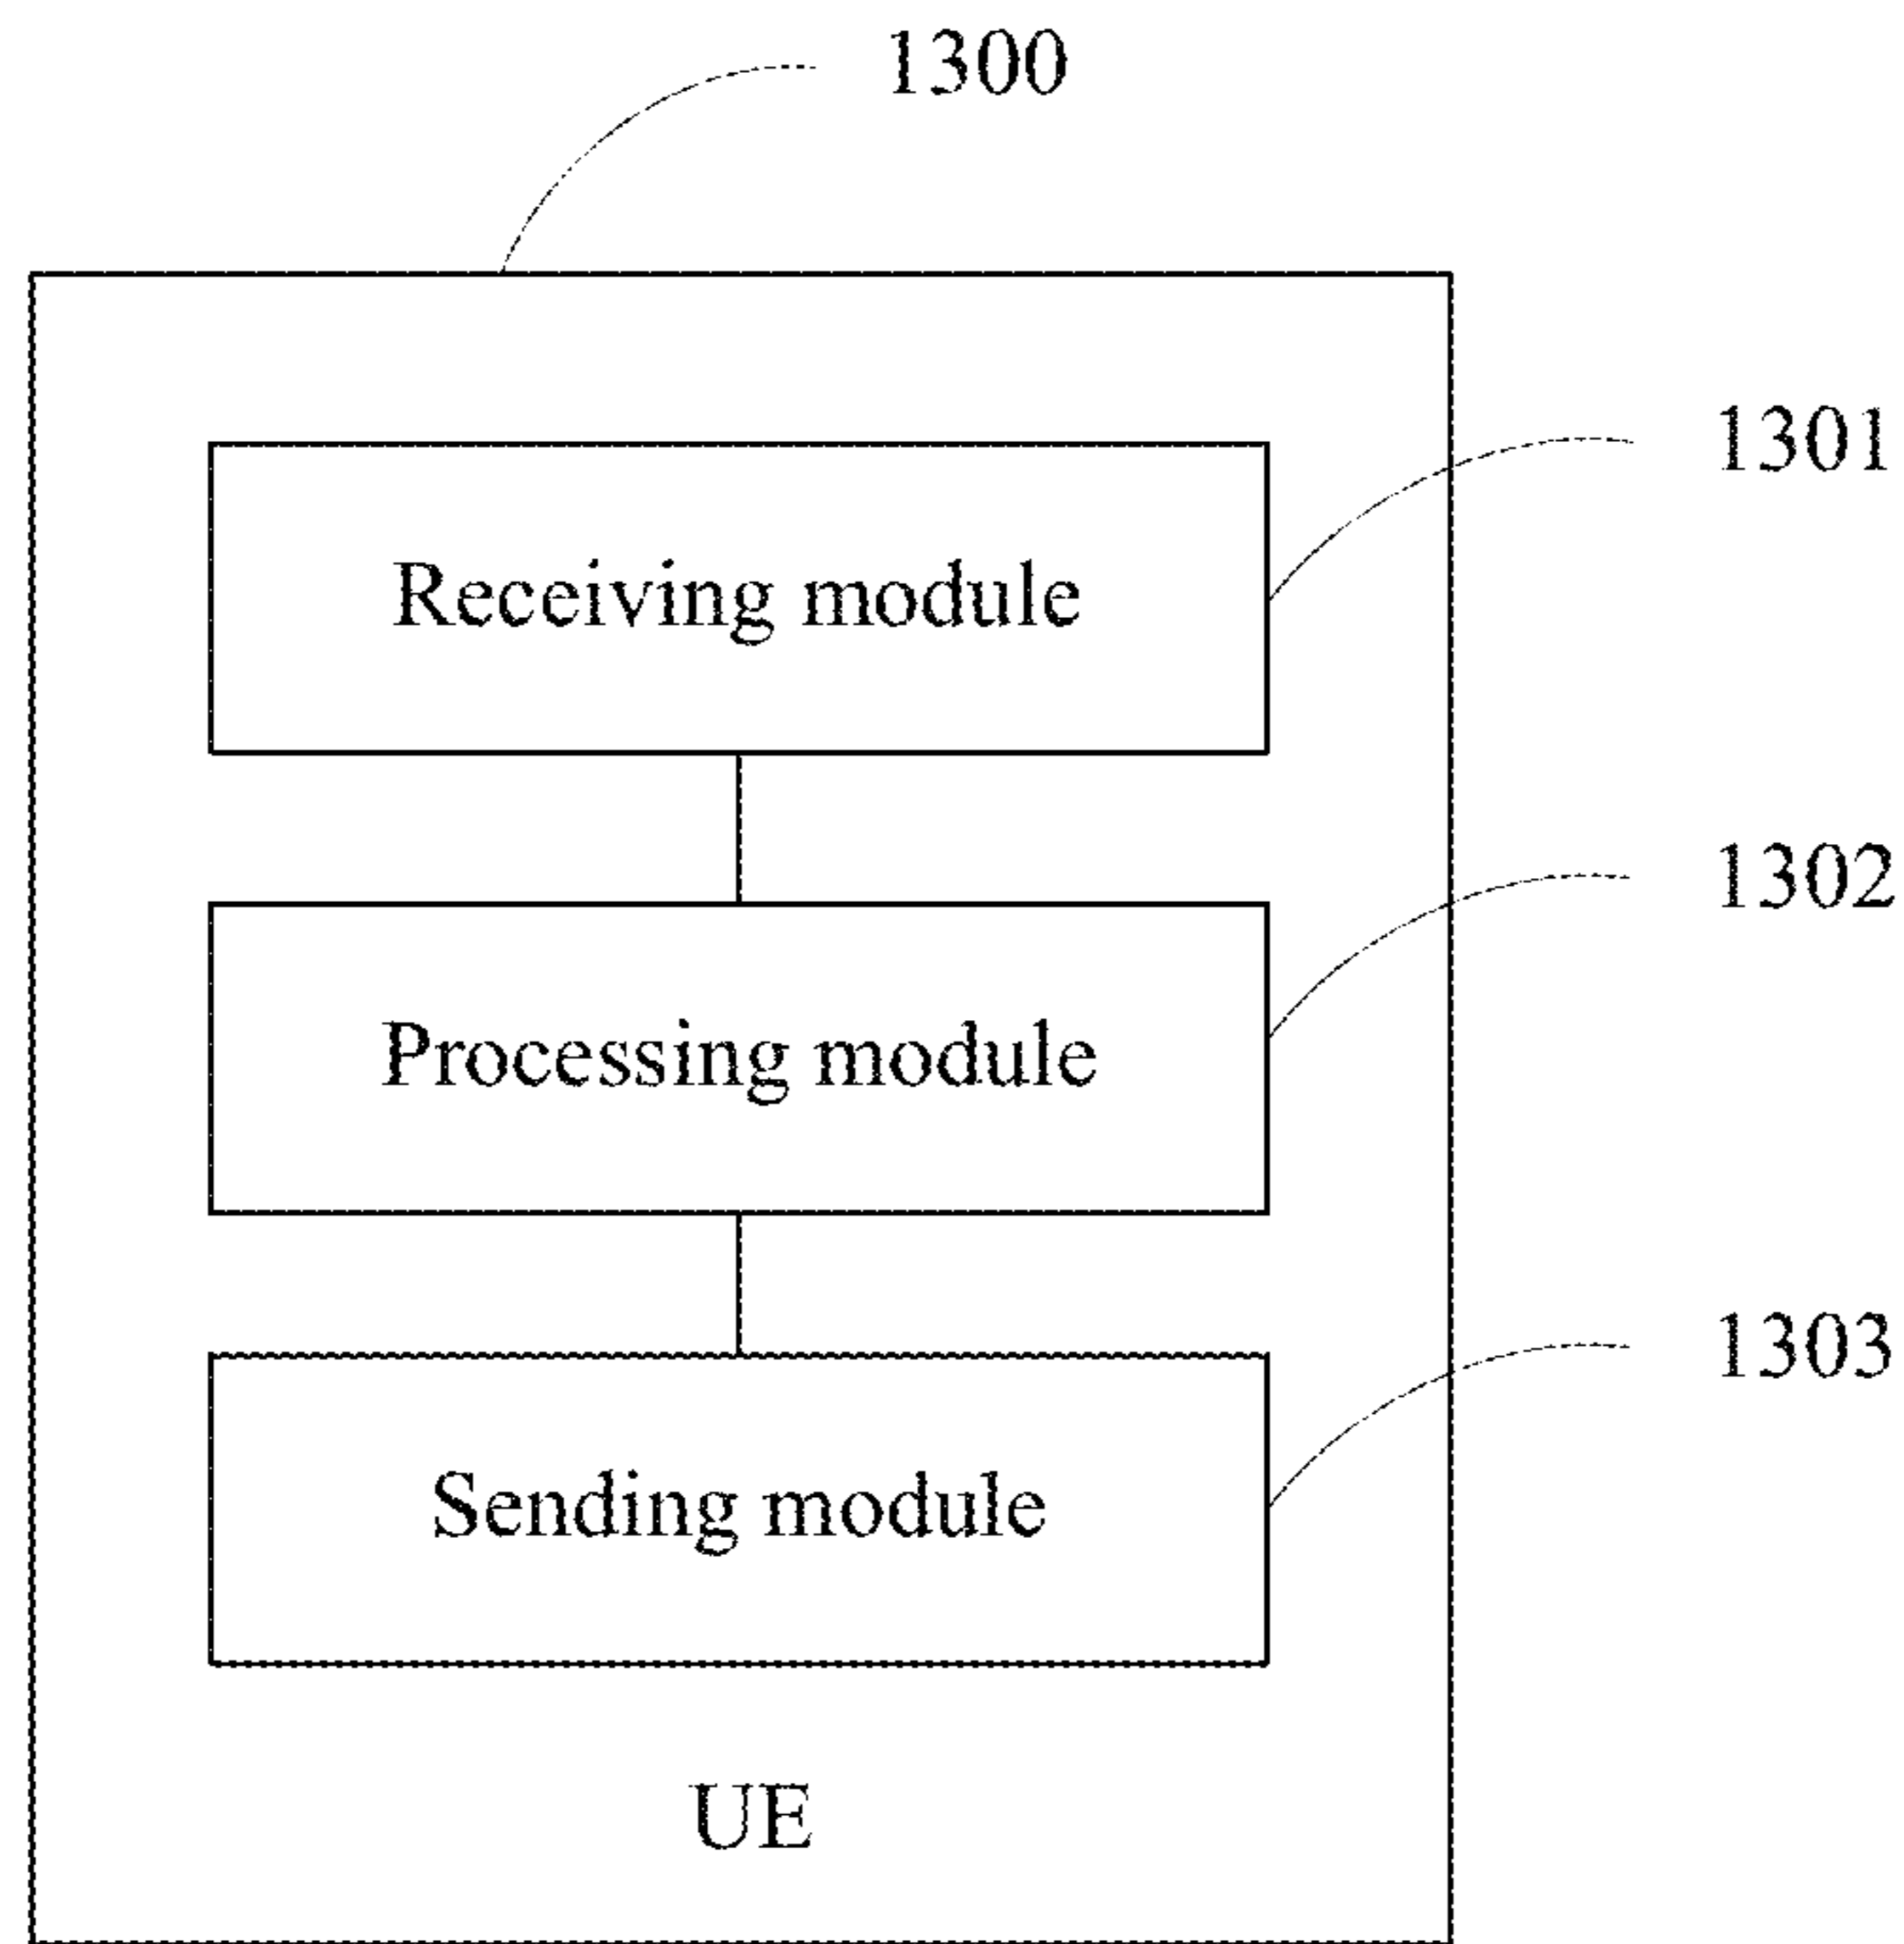 1300
1301
Receiving module
1302
Processing module
1303
Sending module
UE